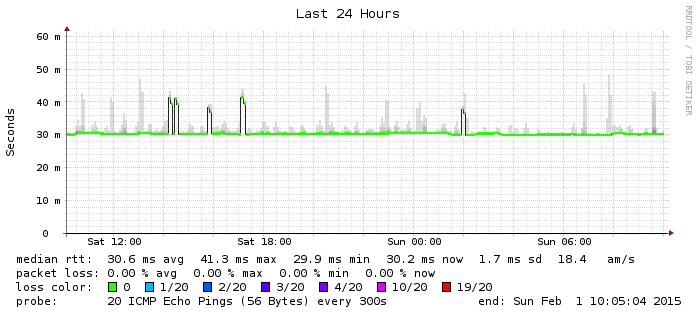 Last 24 Hours
RRDTOOL / TOBI OETIKER
Seconds
60 m
50 m
40 m
30 m
20 m
10 m
0
Sat 12:00 Sat 18:00 Sun 00:00 Sun 06:00
median rtt: 30.6 ms avg 41.3 ms max 29.9 ms min 30.2 ms now 1.7 ms sd 18.4 am/s
packet loss: 0.00 % avg 0.00 % max 0.00 % min 0.00 % now
loss color: 0 1/20 2/20 3/20 4/20 10/20 19/20
probe: 20 ICMP Echo Pings (56 Bytes) every 300s end: Sun Feb 1 10:05:04 2015